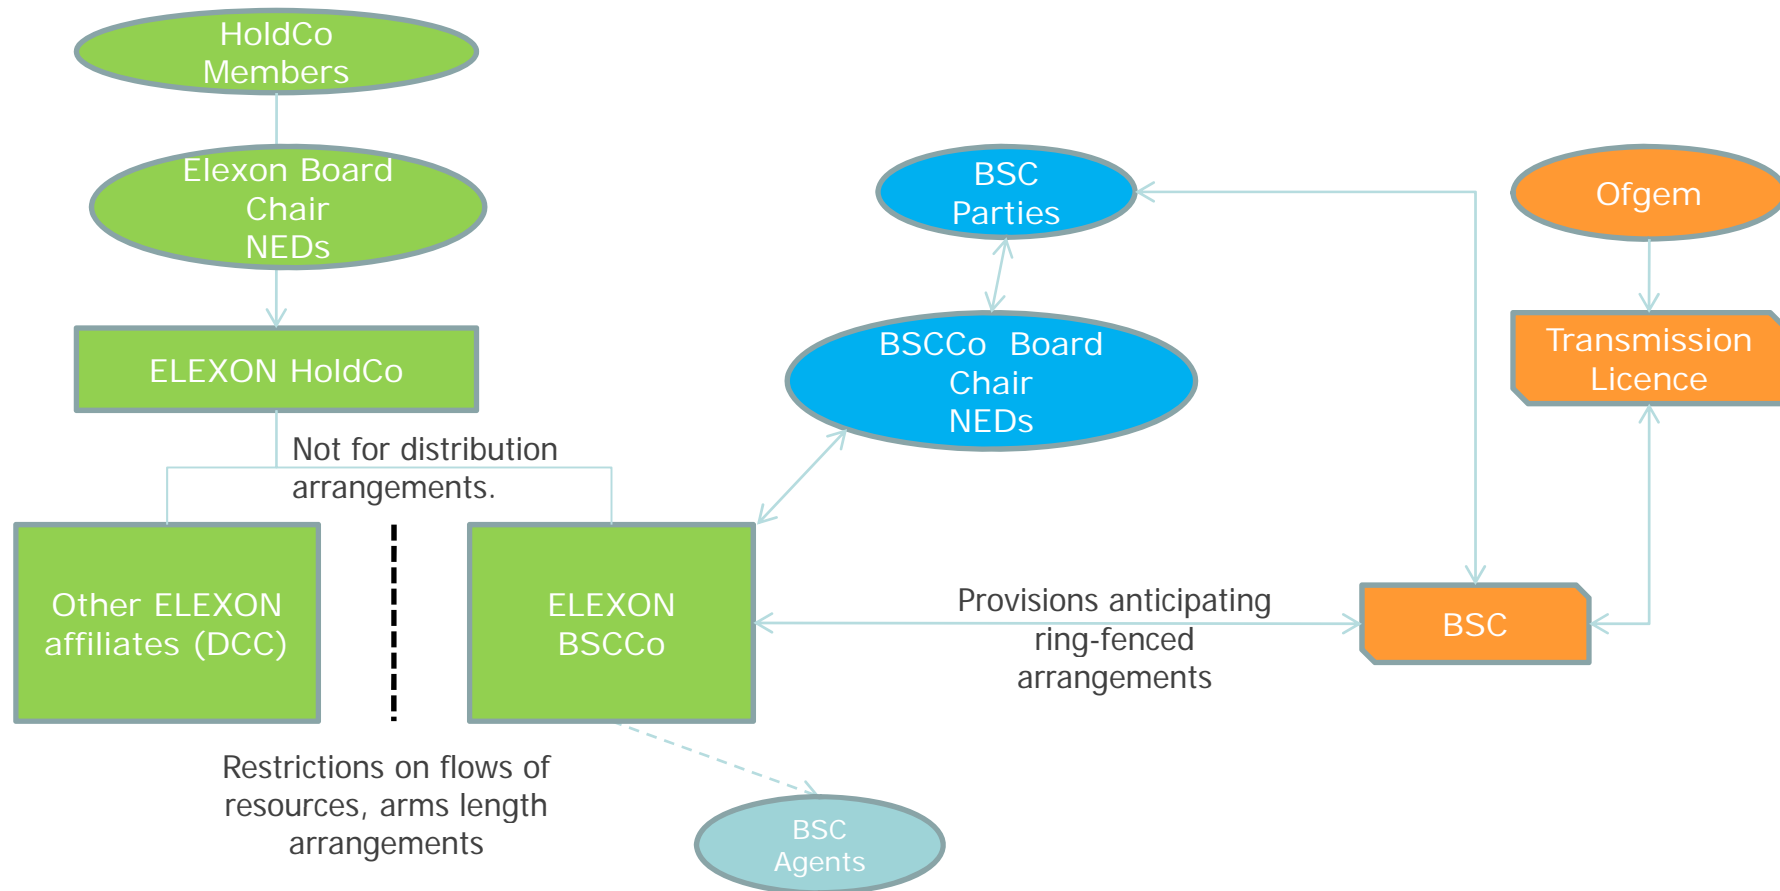 HoldCo
Members
Elexon Board
Chair
NEDs
BSC
Parties
Ofgem
ELEXON HoldCo
BSCCo Board
Chair
NEDs
Transmission
Licence
Not for distribution
arrangements.
Other ELEXON
affiliates (DCC)
ELEXON
BSCCo
Provisions anticipating
ring-fenced
arrangements
BSC
Restrictions on flows of
resources, arms length
arrangements
BSC
Agents